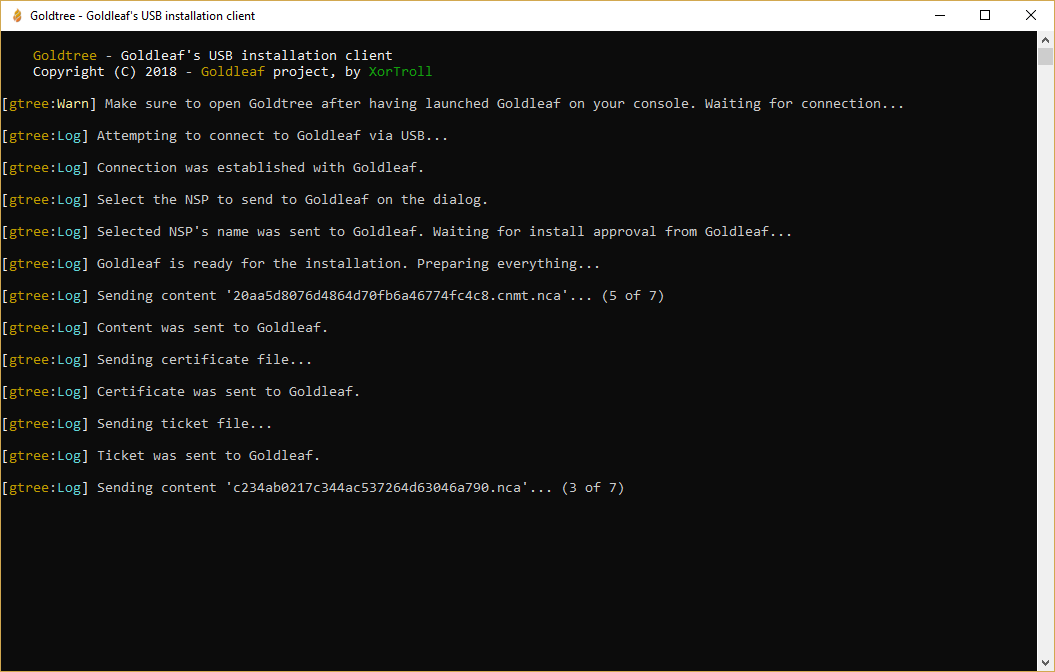 Goldtree - Goldleaf's USB installation client
Goldtree - Goldleaf's USB installation client
Copyright (C) 2018 - Goldleaf project, by XorTroll
[gtree:Warn] Make sure to open Goldtree after having launched Goldleaf on your console. Waiting for connection...
[gtree:Log] Attempting to connect to Goldleaf via USB...
[gtree:Log] Connection was established with Goldleaf.
[gtree:Log] Select the NSP to send to Goldleaf on the dialog.
[gtree:Log] Selected NSP's name was sent to Goldleaf. Waiting for install approval from Goldleaf...
[gtree:Log] Goldleaf is ready for the installation. Preparing everything...
[gtree:Log] Sending content '20aa5d8076d4864d70fb6a46774fc4c8.cnmt.nca'... (5 of 7)
[gtree:Log] Content was sent to Goldleaf.
[gtree:Log] Sending certificate file...
[gtree:Log] Certificate was sent to Goldleaf.
[gtree:Log] Sending ticket file...
[gtree:Log] Ticket was sent to Goldleaf.
[gtree:Log] Sending content 'c234ab0217c344ac537264d63046a790.nca'... (3 of 7)